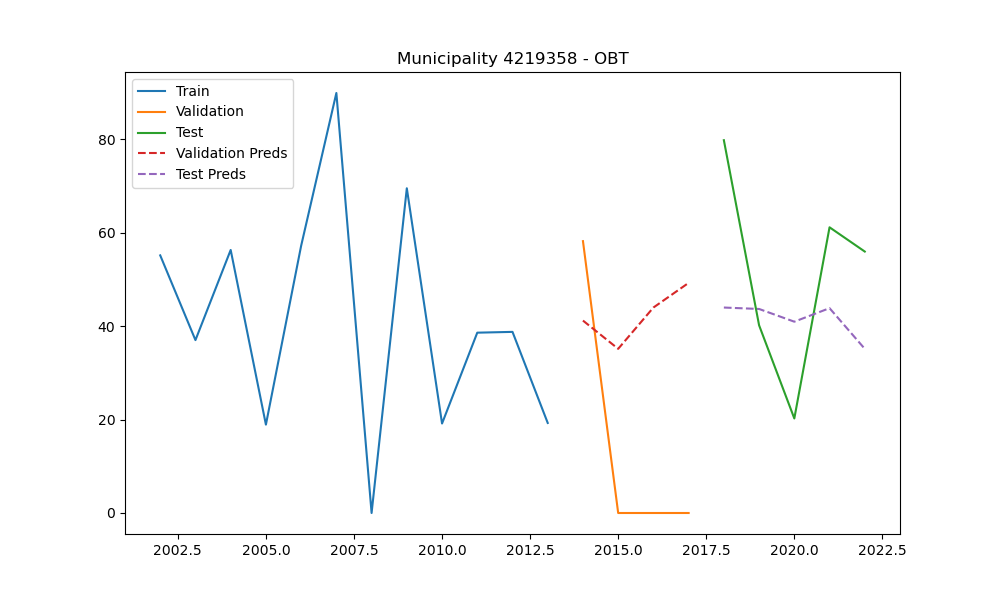 Municipality 4219358 - OBT
Train
Validation
Test
Validation Preds
Test Preds
80
60
40
20
0
2002.5 2005.0 2007.5 2010.0 2012.5 2015.0 2017.5 2020.0 2022.5